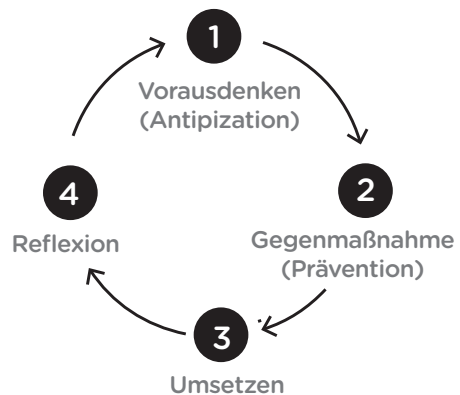 1
Vorausdenken
(Antipization)
2
Gegenmaßnahme
(Prävention)
3
Umsetzen
4
Reflexion